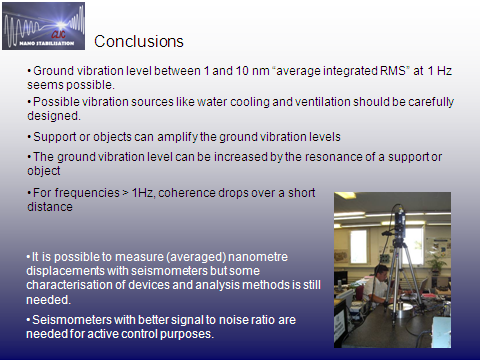 CLIC
NANO STABILISATION
Conclusions
• Ground vibration level between 1 and 10 nm “average integrated RMS” at 1 Hz
seems possible.
• Possible vibration sources like water cooling and ventilation should be carefully
designed.
• Support or objects can amplify the ground vibration levels
• The ground vibration level can be increased by the resonance of a support or
object
• For frequencies > 1Hz, coherence drops over a short
distance
• It is possible to measure (averaged) nanometre
displacements with seismometers but some
characterisation of devices and analysis methods is still
needed.
• Seismometers with better signal to noise ratio are
needed for active control purposes.